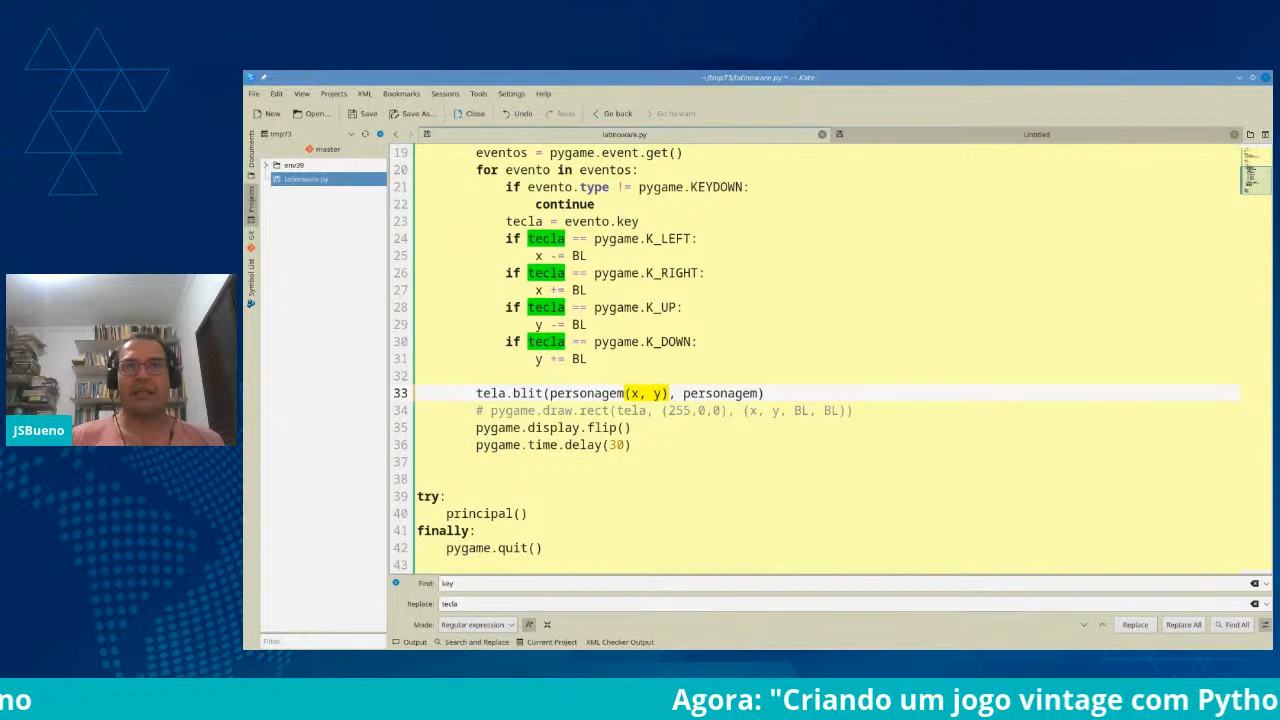 ~/tmp73/latinoware.py * — Kate
File Edit View Projects XML Bookmarks Sessions Tools Settings Help
New Open... Save Save As... Close Undo Redo Go back Go forward
tmp73
latinoware.py
Untitled
master
env39
latinoware.py
Documents
Projects
Git
Symbol List
19 eventos = pygame.event.get()
20 for evento in eventos:
21 if evento.type != pygame.KEYDOWN:
22 continue
23 tecla = evento.key
24 if tecla == pygame.K_LEFT:
25 x -= BL
26 if tecla == pygame.K_RIGHT:
27 x += BL
28 if tecla == pygame.K_UP:
29 y -= BL
30 if tecla == pygame.K_DOWN:
31 y += BL
32
33 tela.blit(personagem(x, y), personagem)
34 # pygame.draw.rect(tela, (255,0,0), (x, y, BL, BL))
35 pygame.display.flip()
36 pygame.time.delay(30)
37
38
39 try:
40 principal()
41 finally:
42 pygame.quit()
43
Find: key
Replace: tecla
Mode: Regular expression Replace Replace All Find All
Filter...
Output Search and Replace Current Project XML Checker Output
JSBueno
no
Agora: "Criando um jogo vintage com Pytho